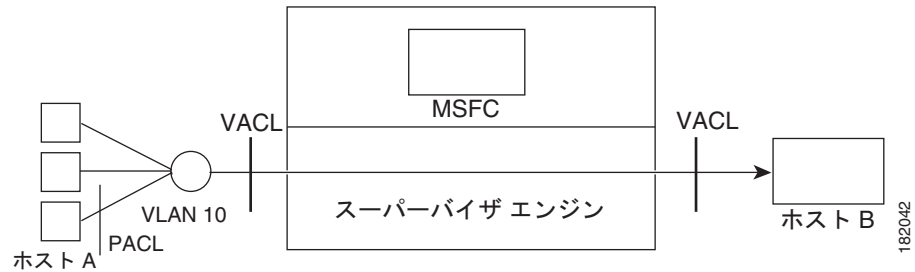 MSFC
VACL
VACL
VLAN 10
スーパーバイザ エンジン
ホスト B
PACL
ホスト A
182042